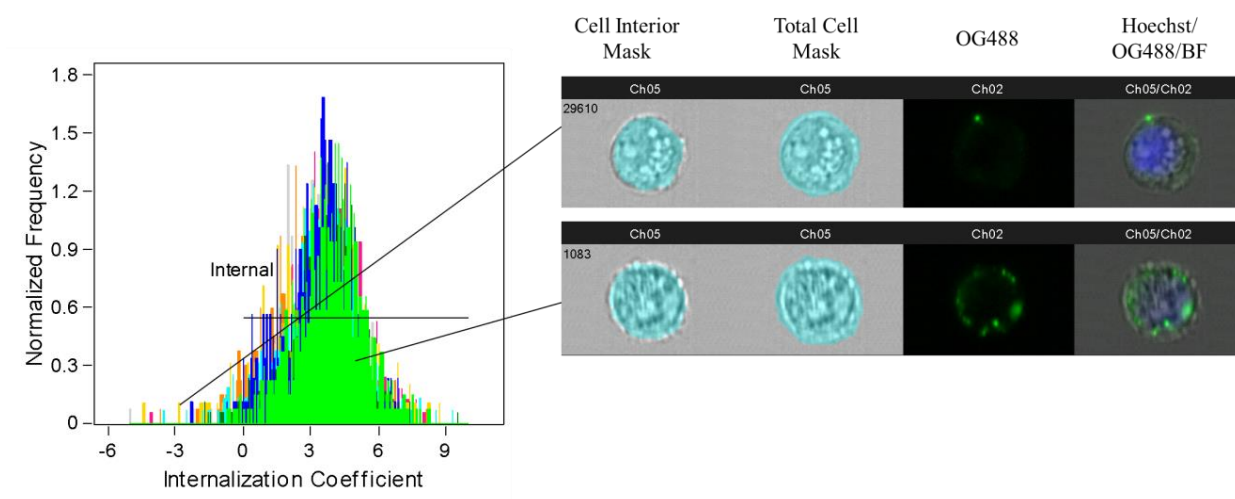 Cell Interior Mask
Total Cell Mask
OG488
Hoechst/ OG488/BF
Ch05
Ch05
Ch02
Ch05/Ch02
29610
Ch05
Ch05
Ch02
Ch05/Ch02
1083
Normalized Frequency
1.8
1.5
1.2
0.9
0.6
0.3
0
Internal
-6
-3
0
3
6
9
Internalization Coefficient